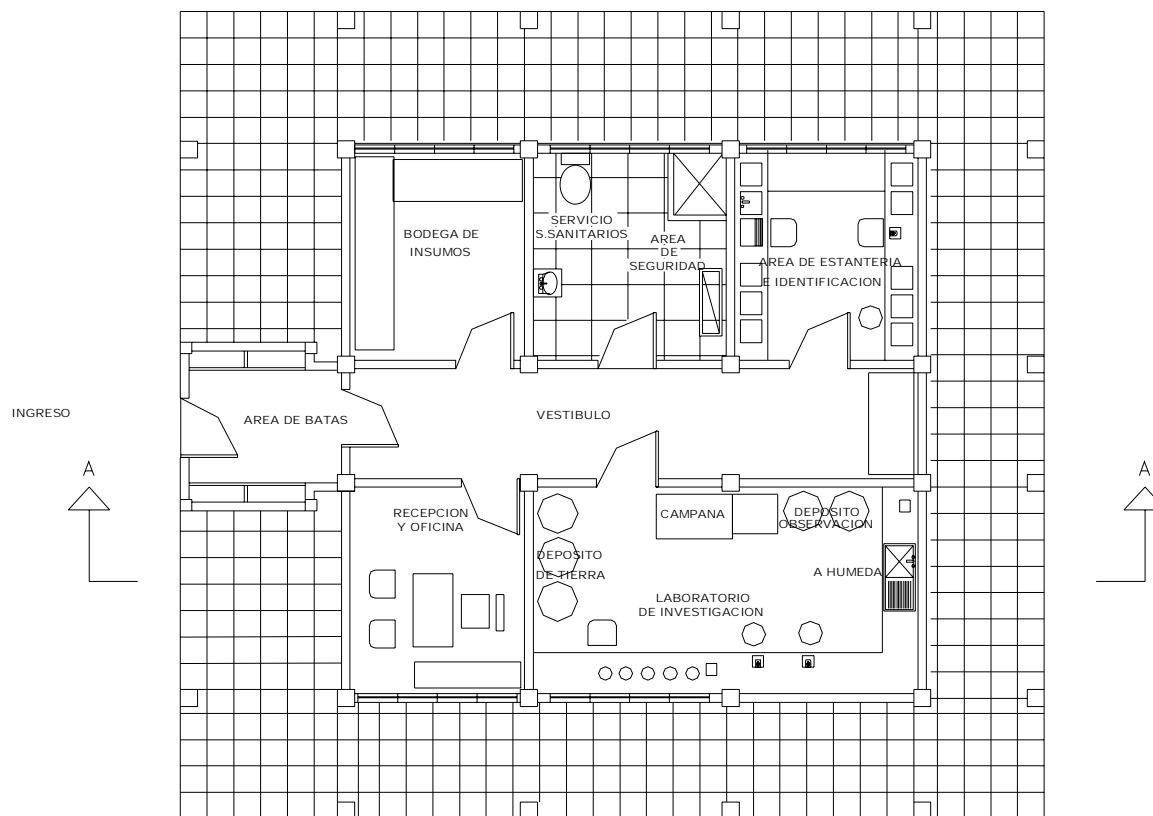 BODEGA DE
INSUMOS
SERVICIO
S.SANITARIOS
AREA
DE
SEGURIDAD
AREA DE ESTANTERIA
E IDENTIFICACION
INGRESO
AREA DE BATAS
VESTIBULO
A
A
RECEPCION
Y OFICINA
CAMPANA
DEPOSITO
OBSERVACION
DEPOSITO
DE TIERRA
A HUMEDA
LABORATORIO
DE INVESTIGACION